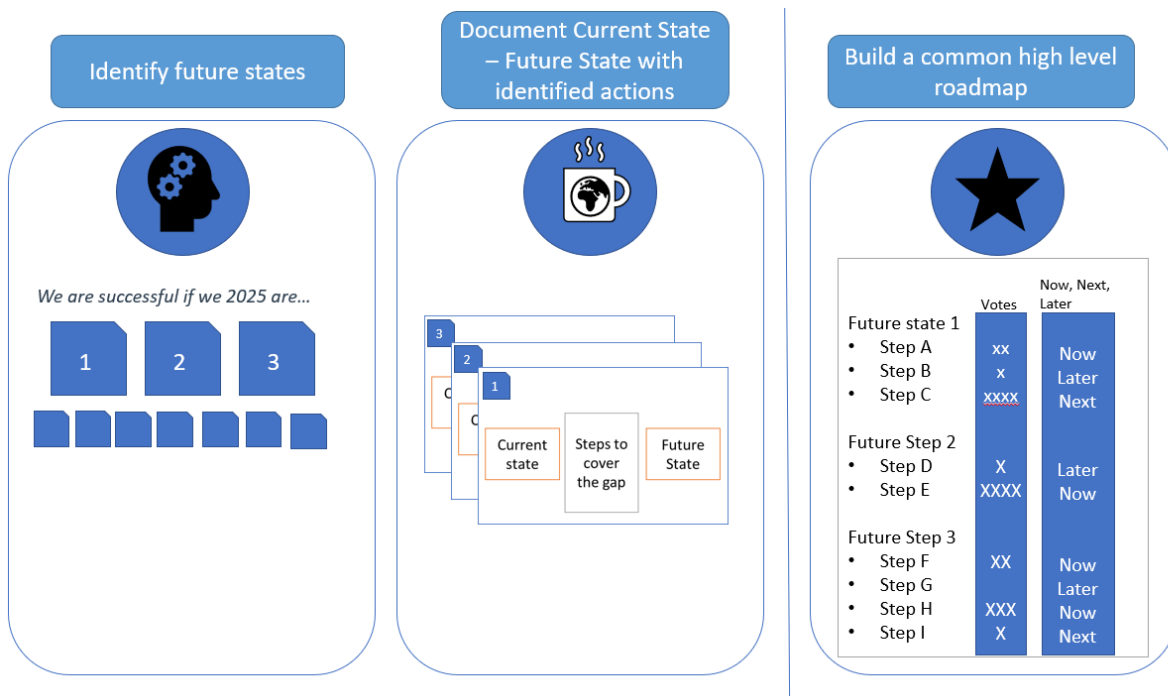 Identify future states
We are successful if we 2025 are...
1
2
3
Document Current State
– Future State with
identified actions
3
C
2
C
1
Current
state
Steps to
cover
the gap
Future
State
Build a common high level
roadmap
Votes
Now, Next,
Later
Future state 1
• Step A xx Now
• Step B x Later
• Step C xxxx Next
Future Step 2
• Step D X Later
• Step E XXXX Now
Future Step 3
• Step F XX Now
• Step G Later
• Step H XXX Now
• Step I X Next